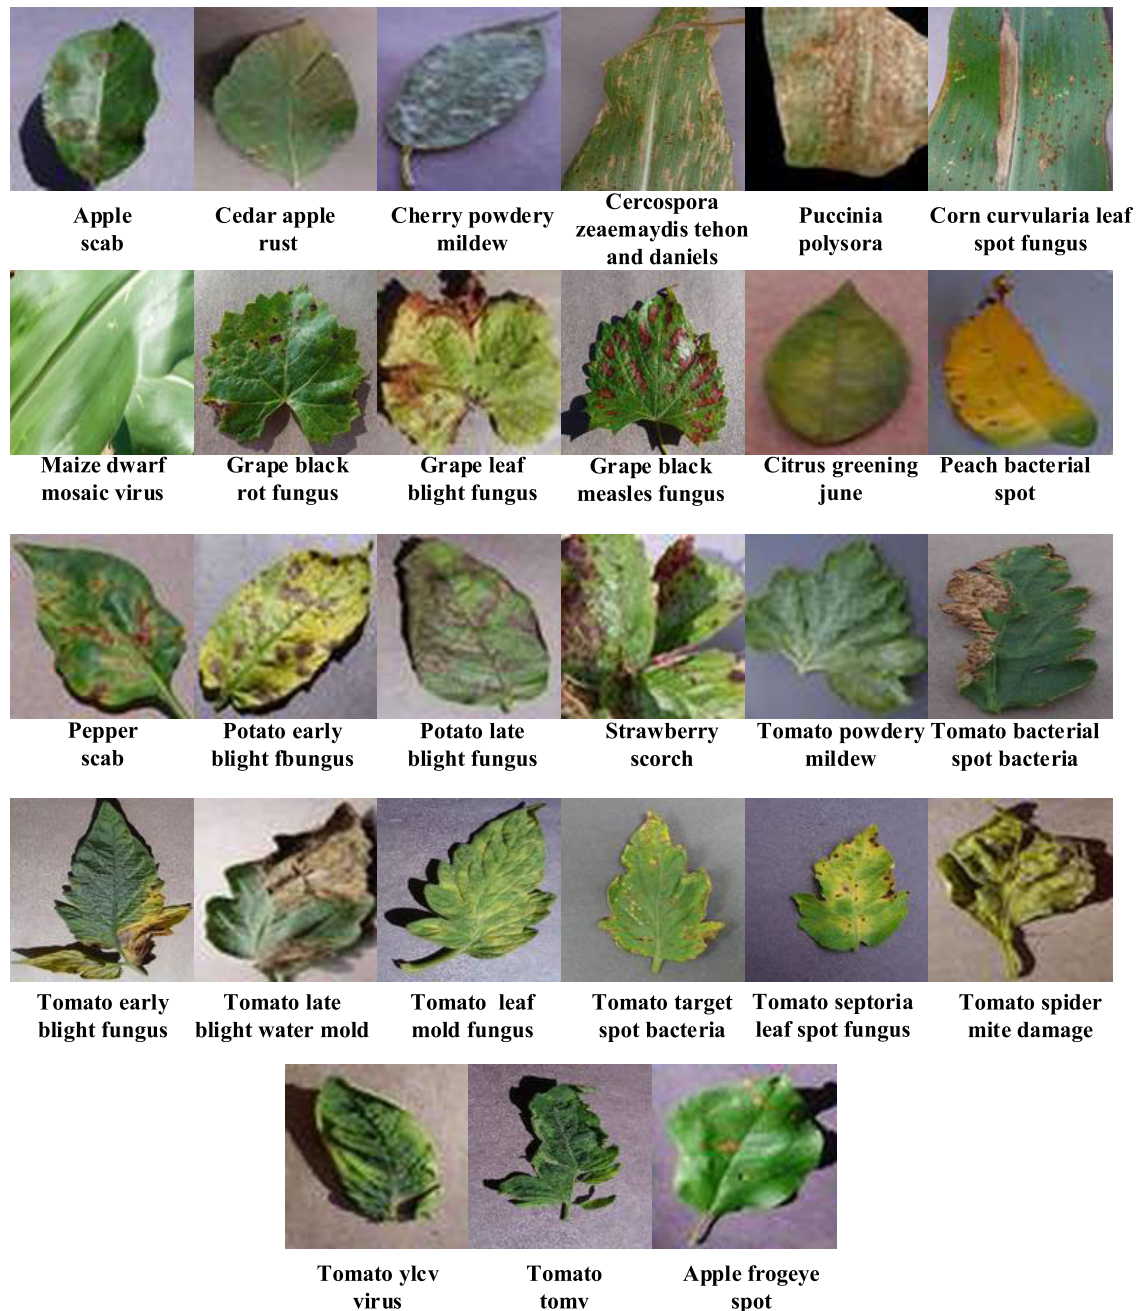 Apple
scab
Cedar apple
rust
Cherry powdery
mildew
Cercospora
zeaemaydis tehon
and daniels
Puccinia
polysora
Corn curvularia leaf
spot fungus
Maize dwarf
mosaic virus
Grape black
rot fungus
Grape leaf
blight fungus
Grape black
measles fungus
Citrus greening
june
Peach bacterial
spot
Pepper
scab
Potato early
blight fbungus
Potato late
blight fungus
Strawberry
scorch
Tomato powdery
mildew
Tomato bacterial
spot bacteria
Tomato early
blight fungus
Tomato late
blight water mold
Tomato leaf
mold fungus
Tomato target
spot bacteria
Tomato septoria
leaf spot fungus
Tomato spider
mite damage
Tomato ylcv
virus
Tomato
tomv
Apple frogeye
spot